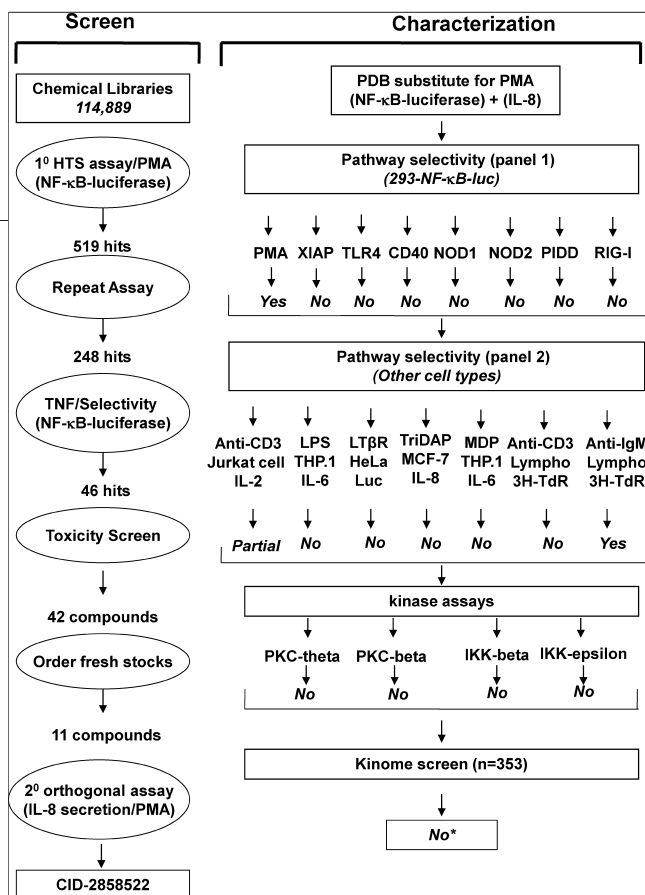 Screen
Chemical Libraries
114,889
1⁰ HTS assay/PMA
(NF-κB-luciferase)
519 hits
Repeat Assay
248 hits
TNF/Selectivity
(NF-κB-luciferase)
46 hits
Toxicity Screen
42 compounds
Order fresh stocks
11 compounds
2⁰ orthogonal assay
(IL-8 secretion/PMA)
CID-2858522
Characterization
PDB substitute for PMA
(NF-κB-luciferase) + (IL-8)
Pathway selectivity (panel 1)
(293-NF-κB-luc)
PMA XIAP TLR4 CD40 NOD1 NOD2 PIDD RIG-I
Yes No No No No No No No
Pathway selectivity (panel 2)
(Other cell types)
Anti-CD3 LPS LTβR TriDAP MDP Anti-CD3 Anti-IgM
Jurkat cell THP.1 HeLa MCF-7 THP.1 Lympho Lympho
IL-2 IL-6 Luc IL-8 IL-6 3H-TdR 3H-TdR
Partial No No No No No Yes
kinase assays
PKC-theta PKC-beta IKK-beta IKK-epsilon
No No No No
Kinome screen (n=353)
No*